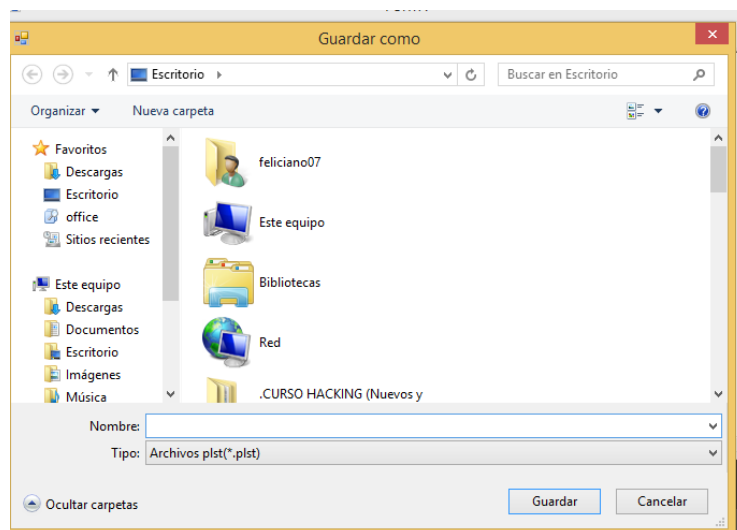 Guardar como
Escritorio
Buscar en Escritorio
Organizar
Nueva carpeta
Favoritos
Descargas
Escritorio
office
Sitios recientes
Este equipo
Descargas
Documentos
Escritorio
Imágenes
Música
feliciano07
Este equipo
Bibliotecas
Red
.CURSO HACKING (Nuevos y
Nombre:
Tipo: Archivos plst(*.plst)
Ocultar carpetas
Guardar
Cancelar